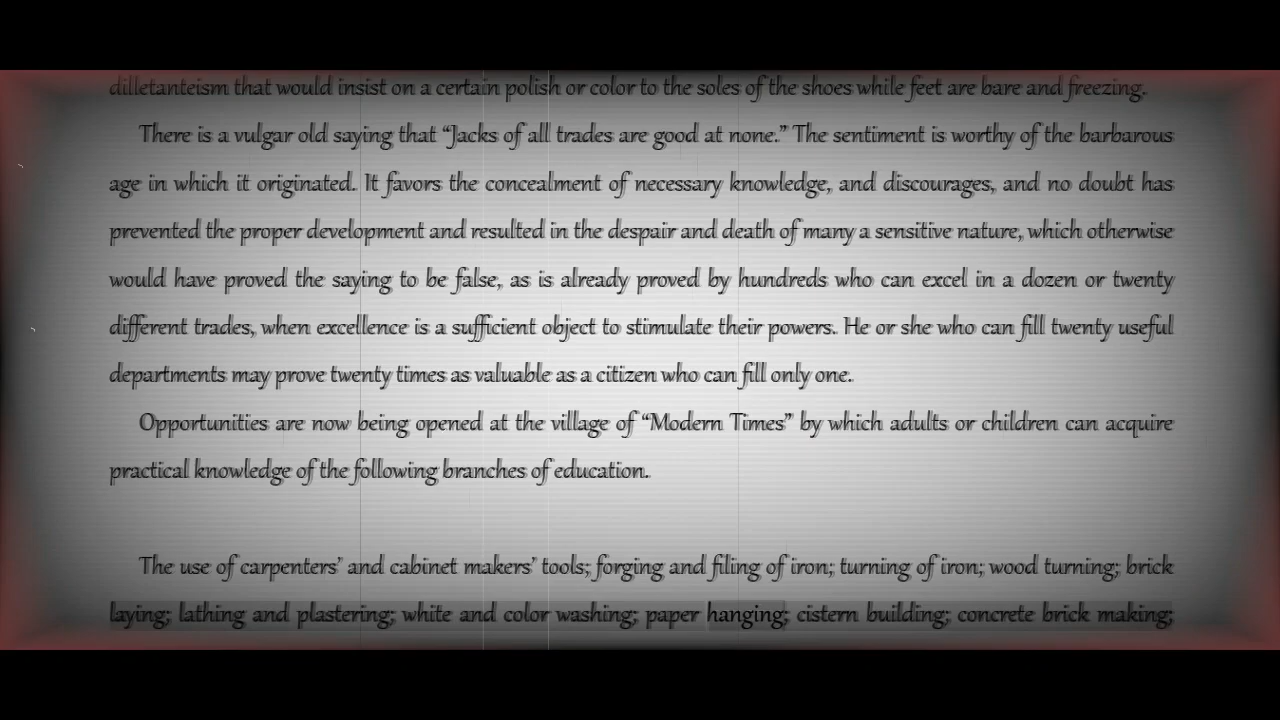 dilletanteism that would insist on a certain polish or color to the soles of the shoes while feet are bare and freezing.
There is a vulgar old saying that “Jacks of all trades are good at none.” The sentiment is worthy of the barbarous
age in which it originated. It favors the concealment of necessary knowledge, and discourages, and no doubt has
prevented the proper development and resulted in the despair and death of many a sensitive nature, which otherwise
would have proved the saying to be false, as is already proved by hundreds who can excel in a dozen or twenty
different trades, when excellence is a sufficient object to stimulate their powers. He or she who can fill twenty useful
departments may prove twenty times as valuable as a citizen who can fill only one.
Opportunities are now being opened at the village of “Modern Times” by which adults or children can acquire
practical knowledge of the following branches of education.
The use of carpenters’ and cabinet makers’ tools; forging and filing of iron; turning of iron; wood turning; brick
laying; lathing and plastering; white and color washing; paper hanging; cistern building; concrete brick making;